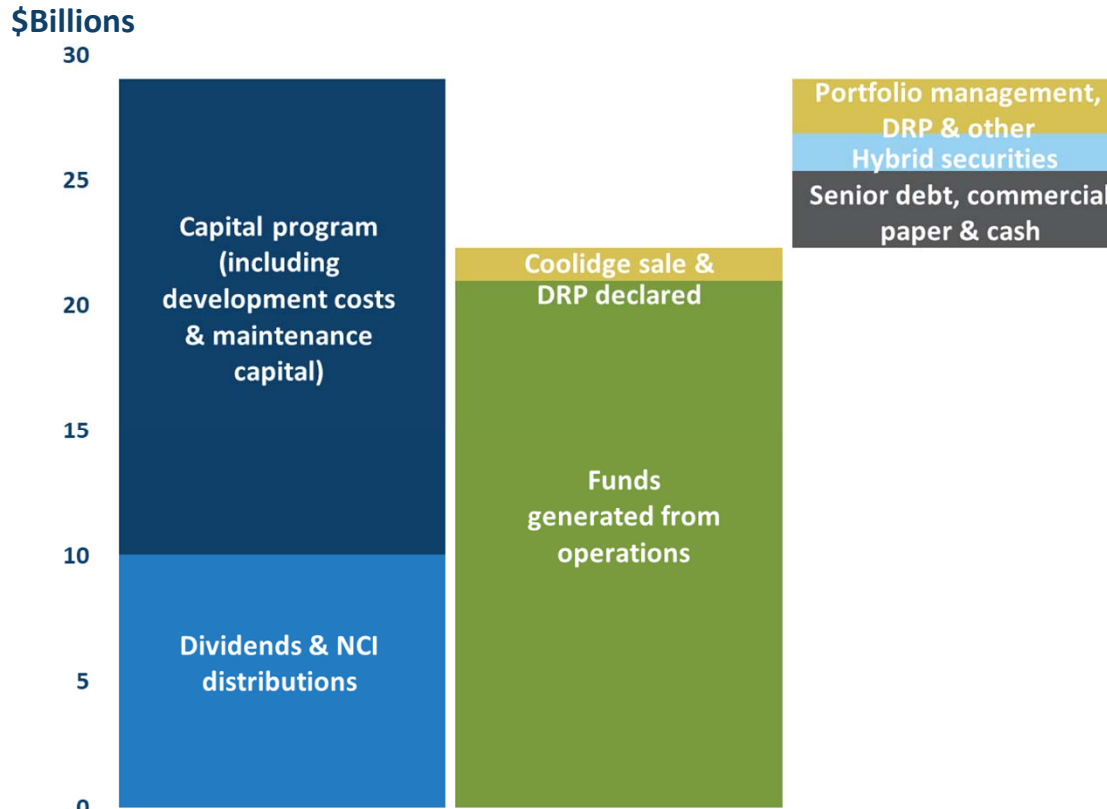 $Billions
30
25
20
15
10
5
0
Capital program
(including
development costs
& maintenance
capital)
Dividends & NCI
distributions
Coolidge sale &
DRP declared
Funds
generated from
operations
Portfolio management,
DRP & other
Hybrid securities
Senior debt, commercial
paper & cash